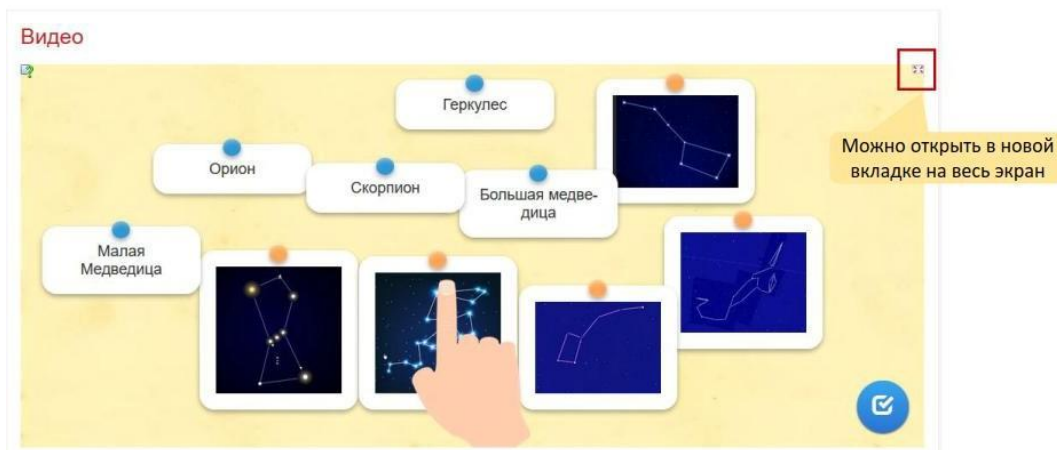 Видео
Геркулес
Орион
Скорпион
Большая медве-
дица
Малая
Медведица
Можно открыть в новой
вкладке на весь экран